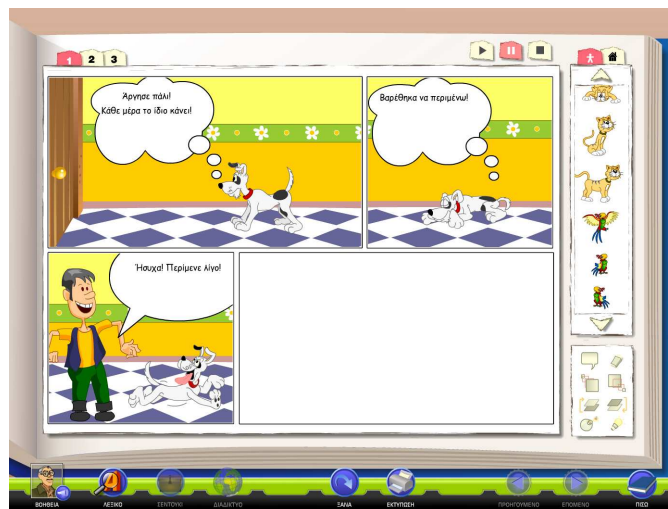 1 2 3
Άργησε πάλι!
Κάθε μέρα το ίδιο κάνει!
Βαρέθηκα να περιμένω!
Ήσυχα! Περίμενε λίγο!
ΒΟΗΘΕΙΑ ΛΕΞΙΚΟ ΣΕΝΤΟΥΚΙ ΔΙΑΔΙΚΤΥΟ ΞΑΝΑ ΕΚΤΥΠΩΣΗ ΠΡΟΗΓΟΥΜΕΝΟ ΕΠΟΜΕΝΟ ΠΙΣΩ